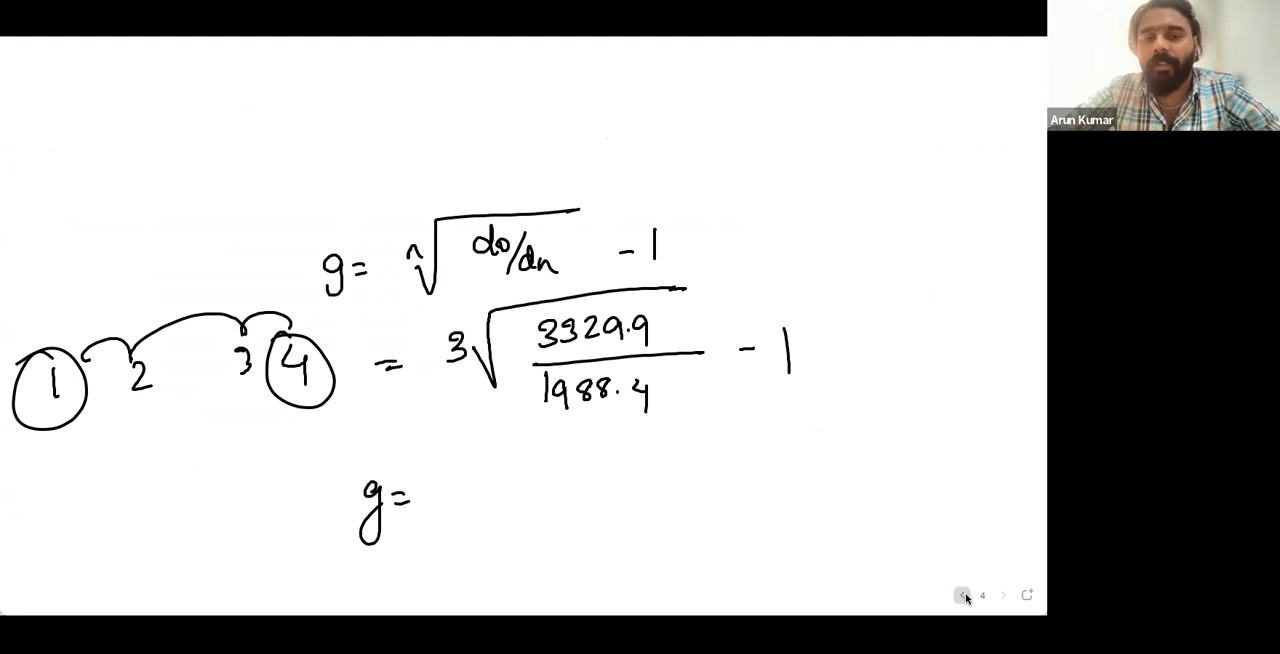 Arun Kumar
g= n√do/dn - 1
1 2 3 4 = 3√3329.9/1988.4 - 1
g=
4